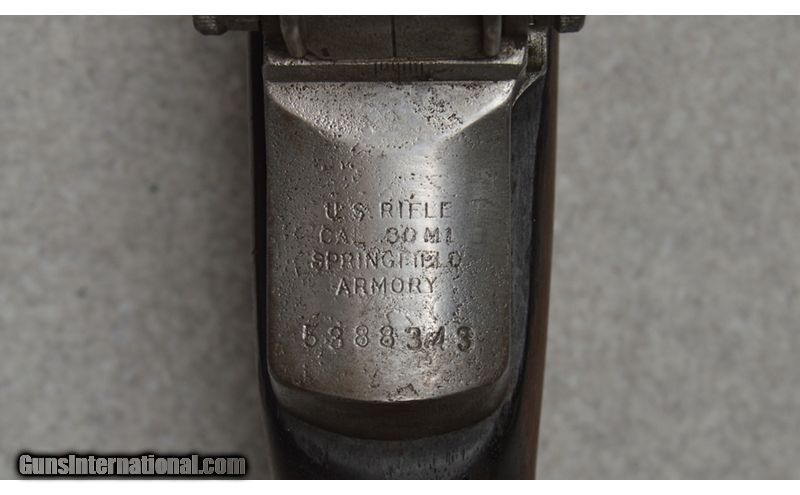 U.S. RIFLE
CAL .30 M1
SPRINGFIELD
ARMORY
5888343
GunsInternational.com